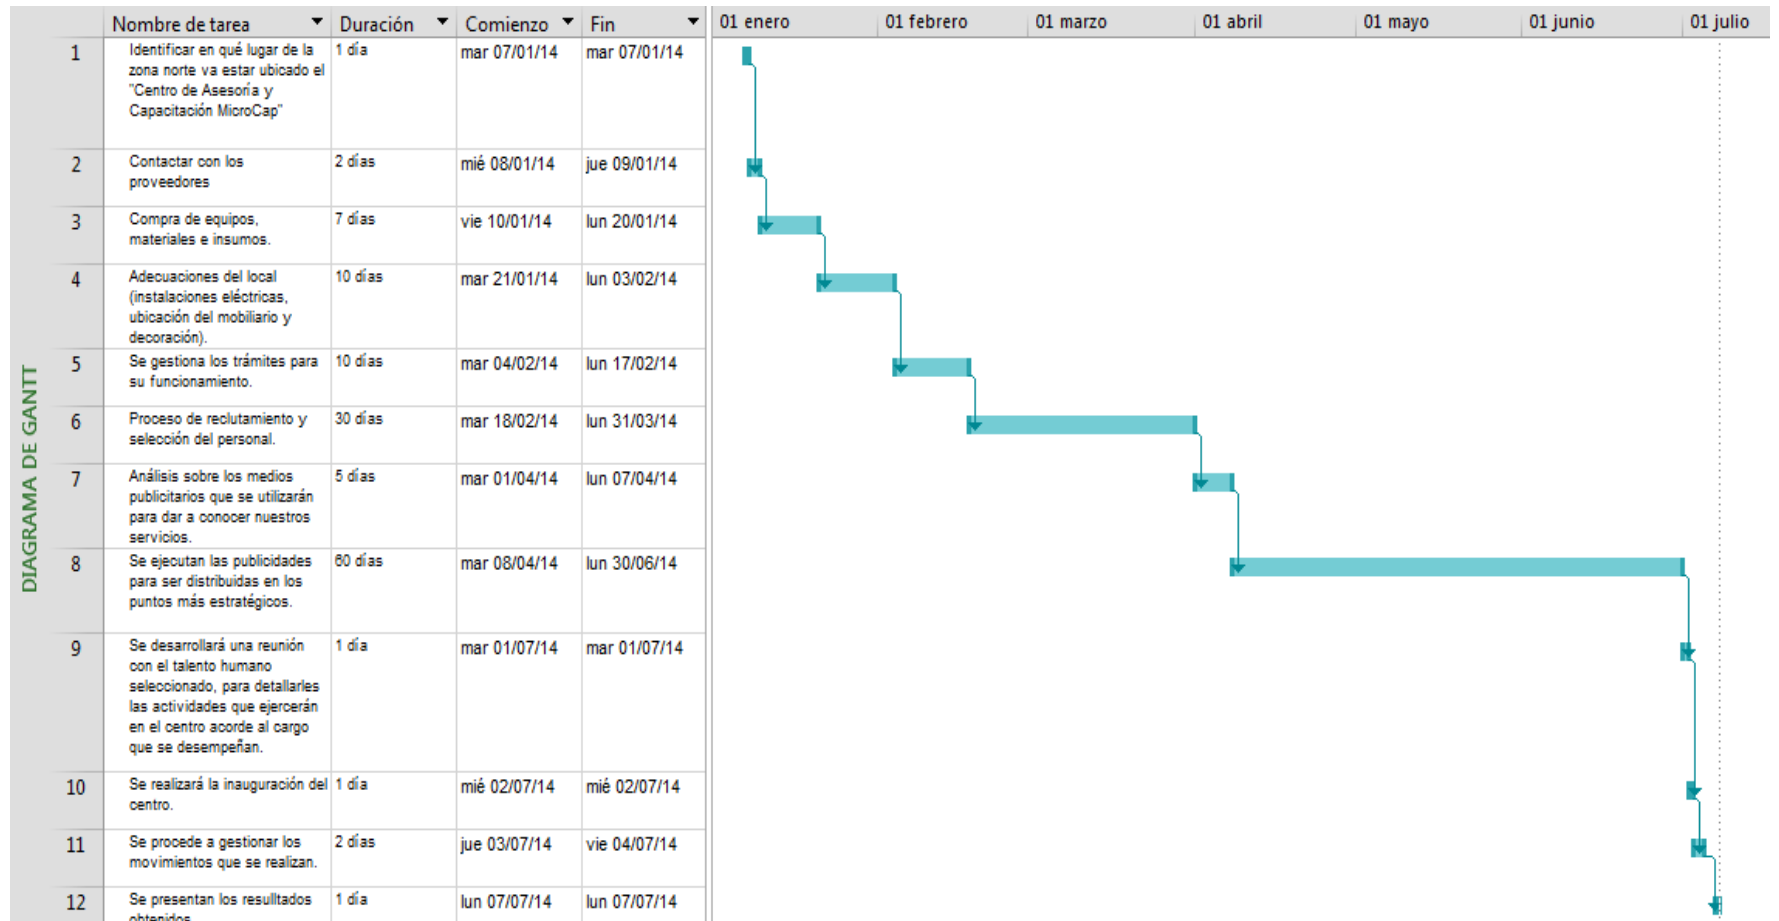 DIAGRAMA DE GANTT
Nombre de tarea Duración Comienzo Fin 01 enero 01 febrero 01 marzo 01 abril 01 mayo 01 junio 01 julio
1 Identificar en qué lugar de la 1 día mar 07/01/14 mar 07/01/14
zona norte va estar ubicado el
"Centro de Asesoría y
Capacitación MicroCap"
2 Contactar con los 2 días mié 08/01/14 jue 09/01/14
proveedores
3 Compra de equipos, 7 días vie 10/01/14 lun 20/01/14
materiales e insumos.
4 Adecuaciones del local 10 días mar 21/01/14 lun 03/02/14
(instalaciones eléctricas,
ubicación del mobiliario y
decoración).
5 Se gestiona los trámites para 10 días mar 04/02/14 lun 17/02/14
su funcionamiento.
6 Proceso de reclutamiento y 30 días mar 18/02/14 lun 31/03/14
selección del personal.
7 Análisis sobre los medios 5 días mar 01/04/14 lun 07/04/14
publicitarios que se utilizarán
para dar a conocer nuestros
servicios.
8 Se ejecutan las publicidades 60 días mar 08/04/14 lun 30/06/14
para ser distribuidas en los
puntos más estratégicos.
9 Se desarrollará una reunión 1 día mar 01/07/14 mar 01/07/14
con el talento humano
seleccionado, para detallarles
las actividades que ejercerán
en el centro acorde al cargo
que se desempeñan.
10 Se realizará la inauguración del 1 día mié 02/07/14 mié 02/07/14
centro.
11 Se procede a gestionar los 2 días jue 03/07/14 vie 04/07/14
movimientos que se realizan.
12 Se presentan los resulltados 1 día lun 07/07/14 lun 07/07/14
obtenidos